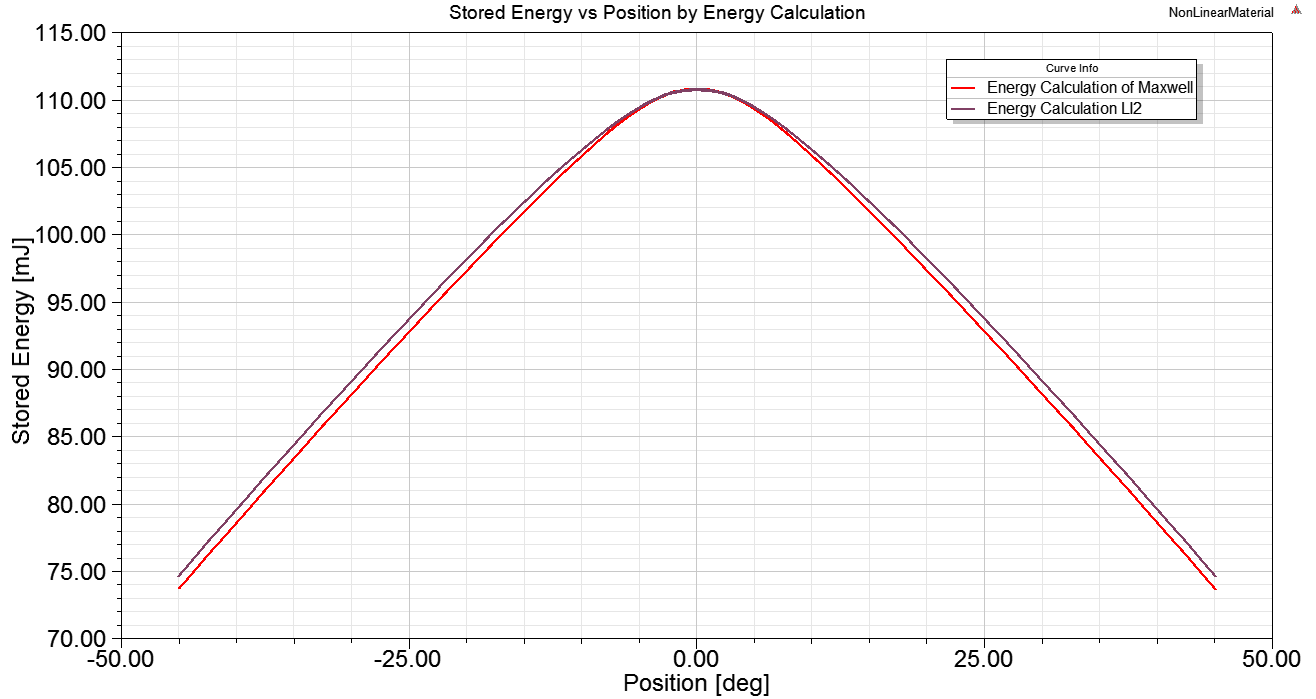 Stored Energy vs Position by Energy Calculation
NonLinearMaterial
Curve Info
Energy Calculation of Maxwell
Energy Calculation LI2
Stored Energy [mJ]
115.00
110.00
105.00
100.00
95.00
90.00
85.00
80.00
75.00
70.00
-50.00
-25.00
0.00
25.00
50.00
Position [deg]